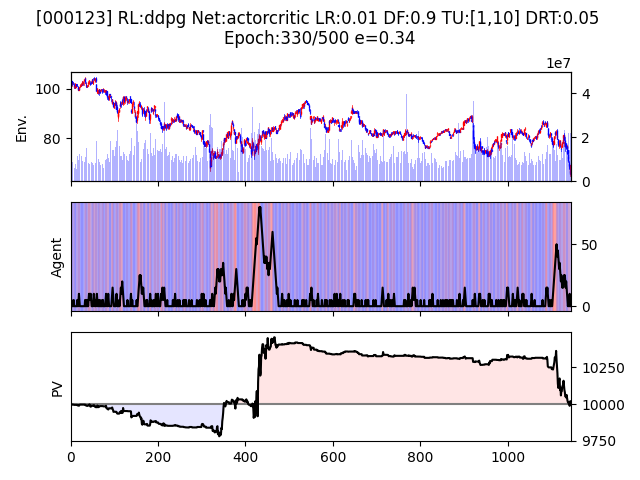 [000123] RL:ddpg Net:actorcritic LR:0.01 DF:0.9 TU:[1,10] DRT:0.05
Epoch:330/500 e=0.34
1e7
100
80
Env.
4
2
0
Agent
50
0
PV
10250
10000
9750
0
200
400
600
800
1000